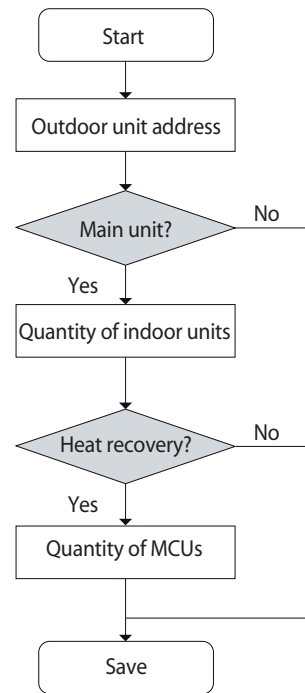 Start
Outdoor unit address
Main unit?
No
Yes
Quantity of indoor units
Heat recovery?
No
Yes
Quantity of MCUs
Save